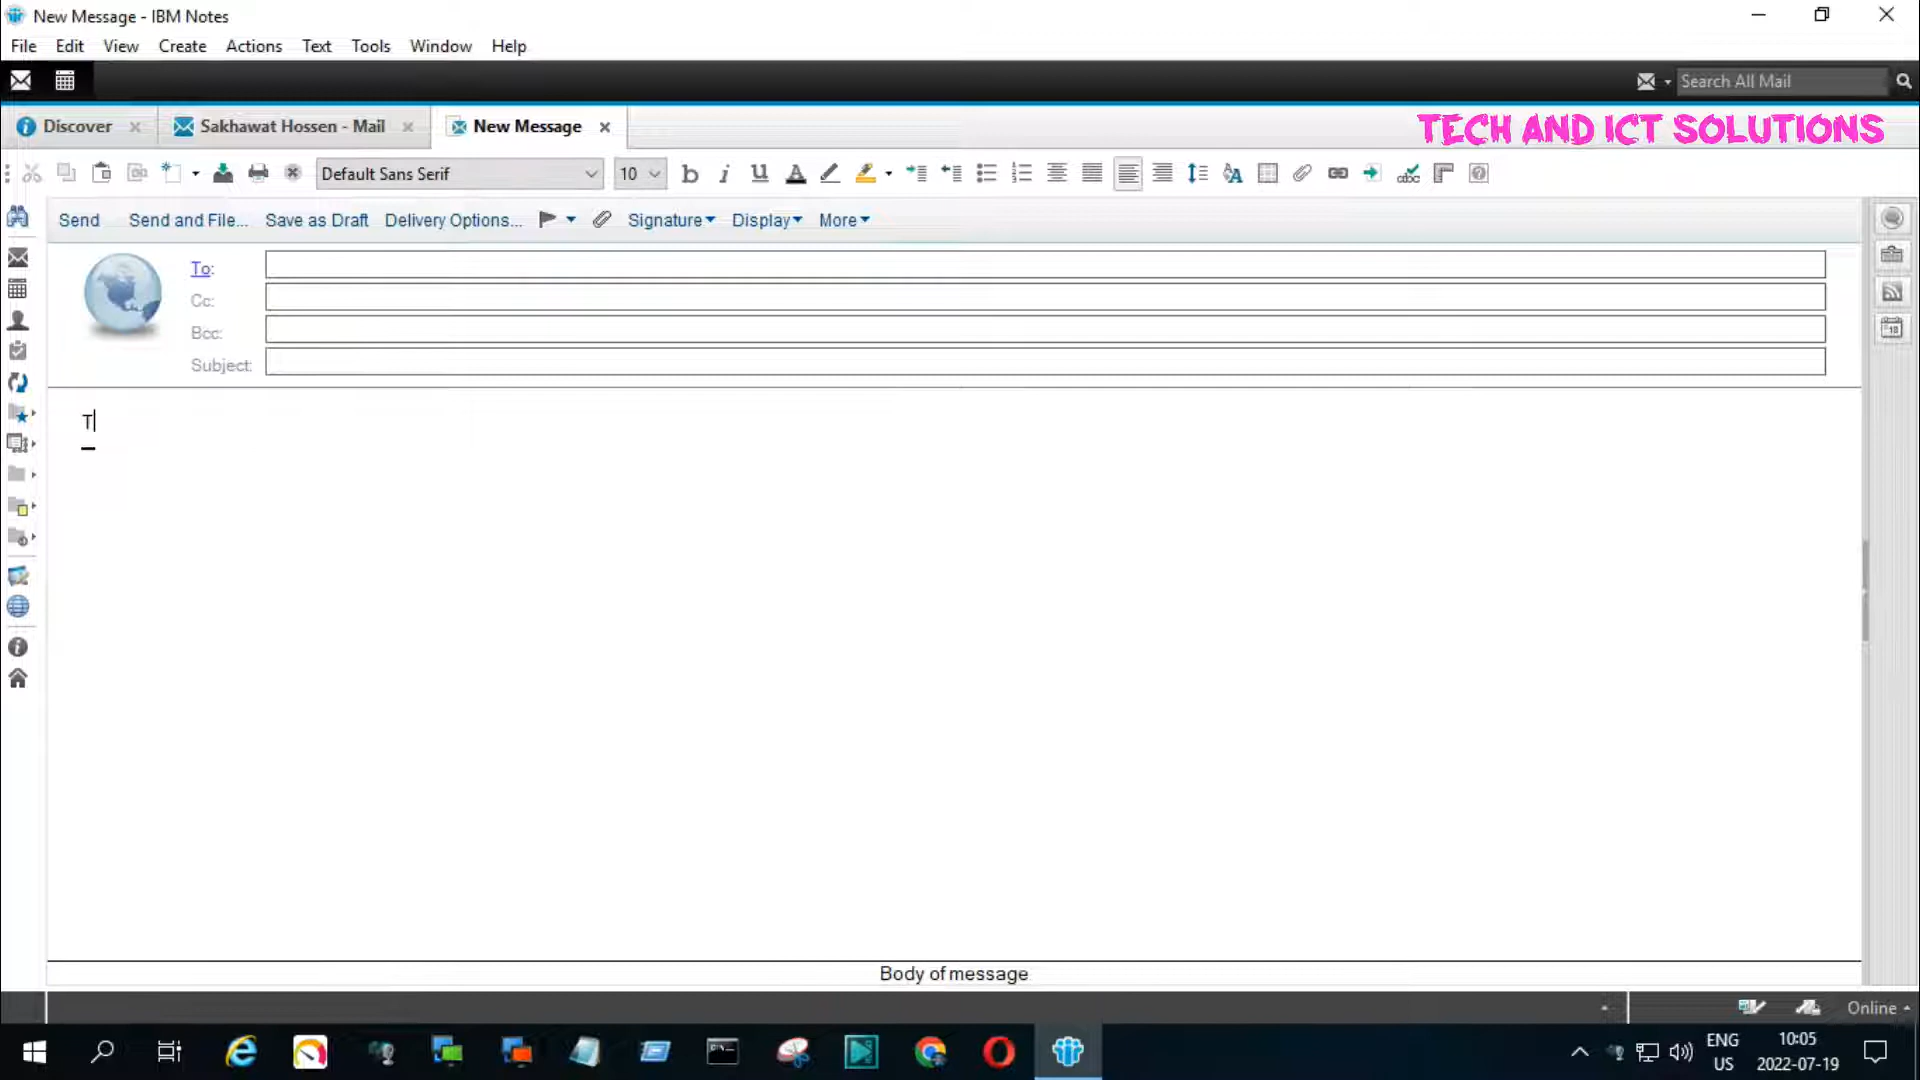 New Message - IBM Notes
File Edit View Create Actions Text Tools Window Help
Search All Mail
Discover Sakhawat Hossen - Mail New Message
TECH AND ICT SOLUTIONS
Default Sans Serif 10 b i u A abc
Send Send and File... Save as Draft Delivery Options... Signature Display More
To:
Cc:
Bcc:
Subject:
T
Body of message
Online
ENG 10:05
US 2022-07-19